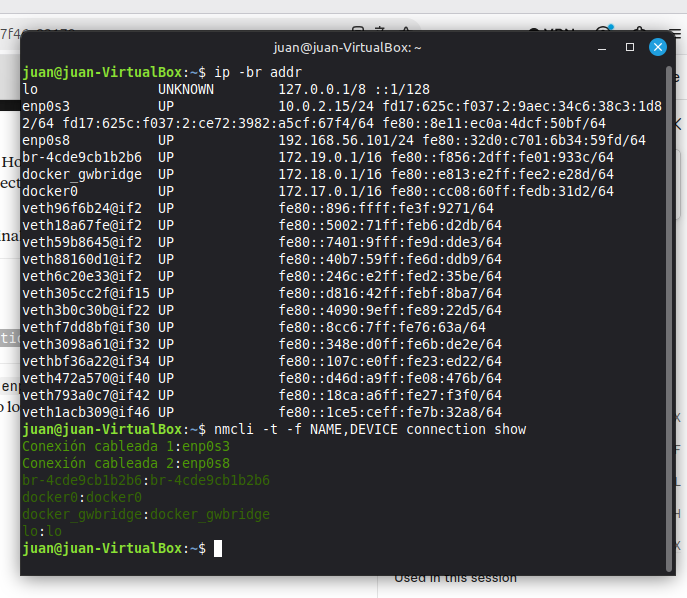 juan@juan-VirtualBox: ~
juan@juan-VirtualBox:~$ ip -br addr
lo UNKNOWN 127.0.0.1/8 ::1/128
enp0s3 UP 10.0.2.15/24 fd17:625c:f037:2:9aec:34c6:38c3:1d8
2/64 fd17:625c:f037:2:ce72:3982:a5cf:67f4/64 fe80::8e11:ec0a:4dcf:50bf/64
enp0s8 UP 192.168.56.101/24 fe80::32d0:c701:6b34:59fd/64
br-4cde9cb1b2b6 UP 172.19.0.1/16 fe80::f856:2dff:fe01:933c/64
docker_gwbridge UP 172.18.0.1/16 fe80::e813:e2ff:fee2:e28d/64
docker0 UP 172.17.0.1/16 fe80::cc08:60ff:fedb:31d2/64
veth96f6b24@if2 UP fe80::896:ffff:fe3f:9271/64
veth18a67fe@if2 UP fe80::5002:71ff:feb6:d2db/64
veth59b8645@if2 UP fe80::7401:9fff:fe9d:dde3/64
veth88160d1@if2 UP fe80::40b7:59ff:fe6d:ddb9/64
veth6c20e33@if2 UP fe80::246c:e2ff:fed2:35be/64
veth305cc2f@if15 UP fe80::d816:42ff:febf:8ba7/64
veth3b0c30b@if22 UP fe80::4090:9eff:fe89:22d5/64
vethf7dd8bf@if30 UP fe80::8cc6:7ff:fe76:63a/64
veth3098a61@if32 UP fe80::348e:d0ff:fe6b:de2e/64
vethbf36a22@if34 UP fe80::107c:e0ff:fe23:ed22/64
veth472a570@if40 UP fe80::d46d:a9ff:fe08:476b/64
veth793a0c7@if42 UP fe80::18ca:a6ff:fe27:f3f0/64
veth1acb309@if46 UP fe80::1ce5:ceff:fe7b:32a8/64
juan@juan-VirtualBox:~$ nmcli -t -f NAME,DEVICE connection show
Conexión cableada 1:enp0s3
Conexión cableada 2:enp0s8
br-4cde9cb1b2b6:br-4cde9cb1b2b6
docker0:docker0
docker_gwbridge:docker_gwbridge
lo:lo
juan@juan-VirtualBox:~$
Used in this session